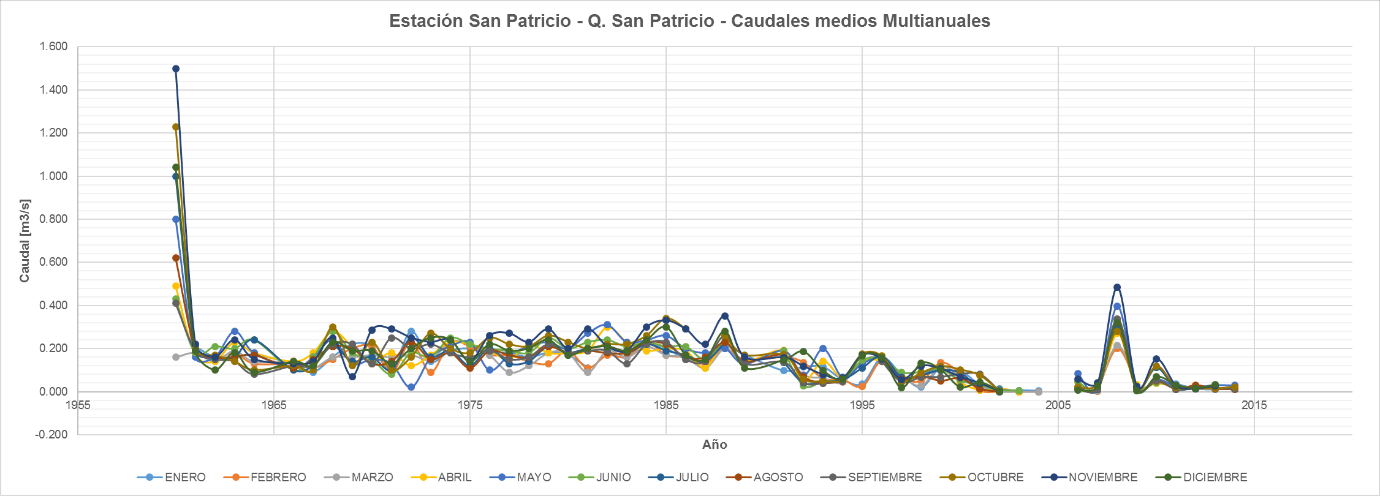 Estación San Patricio - Q. San Patricio - Caudales medios Multianuales
1.600
1.400
1.200
1.000
0.800
0.600
0.400
0.200
0.000
-0.200
Caudal [m3/s]
1955 1965 1975 1985 1995 2005 2015
Año
ENERO FEBRERO MARZO ABRIL MAYO JUNIO JULIO AGOSTO SEPTIEMBRE OCTUBRE NOVIEMBRE DICIEMBRE